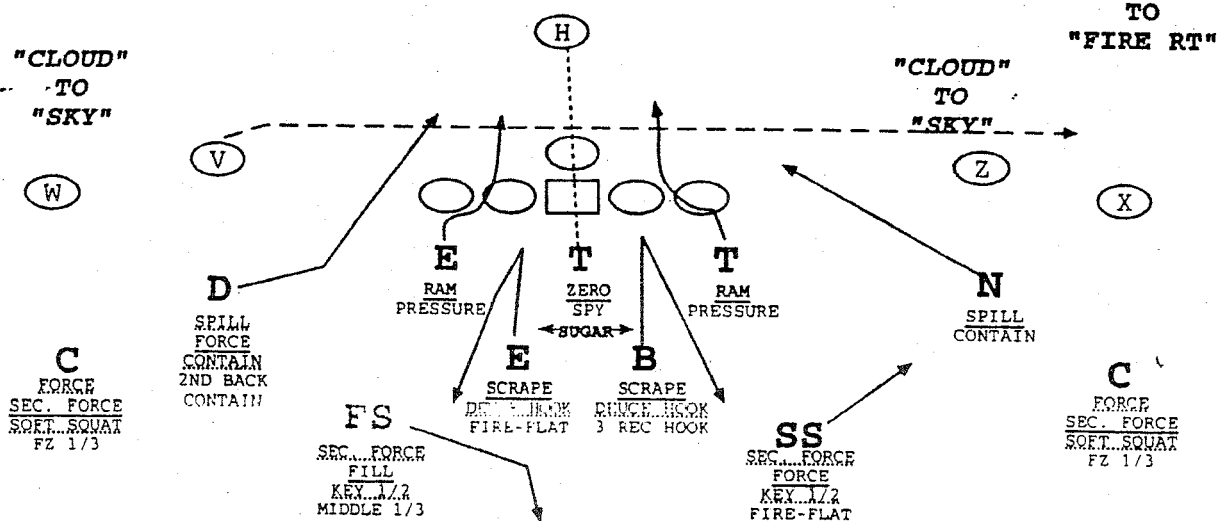 TO
"FIRE RT"
"CLOUD"
TO
"SKY"
H
"CLOUD"
TO
"SKY"
V
W
Z
X
E
RAM
PRESSURE
T
ZERO
SPY
SUGAR
T
RAM
PRESSURE
D
SPILL
FORCE
CONTAIN
2ND BACK
CONTAIN
N
SPILL
CONTAIN
C
FORCE
SEC. FORCE
SOFT SQUAT
FZ 1/3
E
SCRAPE
DEUCE HOOK
FIRE-FLAT
B
SCRAPE
DEUCE HOOK
3 REC HOOK
C
FORCE
SEC. FORCE
SOFT SQUAT
FZ 1/3
FS
SEC. FORCE
FILL
KEY 1/2
MIDDLE 1/3
SS
SEC. FORCE
FORCE
KEY 1/2
FIRE-FLAT